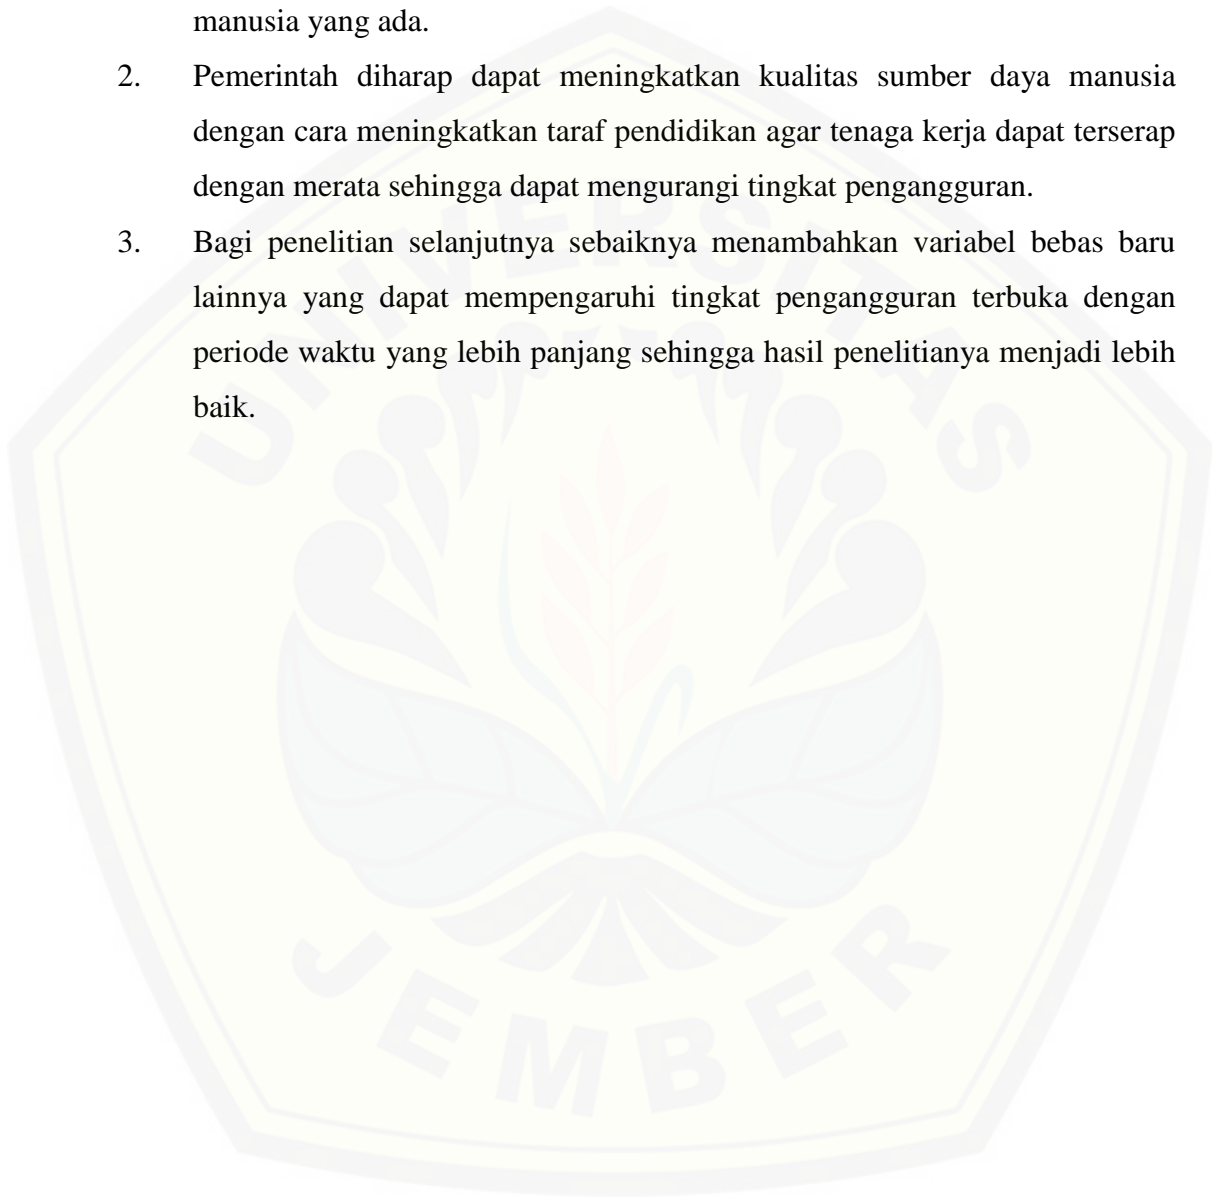 manusia yang ada.
2. Pemerintah diharap dapat meningkatkan kualitas sumber daya manusia
dengan cara meningkatkan taraf pendidikan agar tenaga kerja dapat terserap
dengan merata sehingga dapat mengurangi tingkat pengangguran.
3. Bagi penelitian selanjutnya sebaiknya menambahkan variabel bebas baru
lainnya yang dapat mempengaruhi tingkat pengangguran terbuka dengan
periode waktu yang lebih panjang sehingga hasil penelitianya menjadi lebih
baik.
UNIVERSITAS
JEMBER